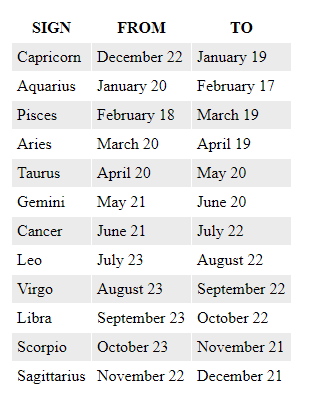 SIGN FROM TO
Capricorn December 22 January 19
Aquarius January 20 February 17
Pisces February 18 March 19
Aries March 20 April 19
Taurus April 20 May 20
Gemini May 21 June 20
Cancer June 21 July 22
Leo July 23 August 22
Virgo August 23 September 22
Libra September 23 October 22
Scorpio October 23 November 21
Sagittarius November 22 December 21